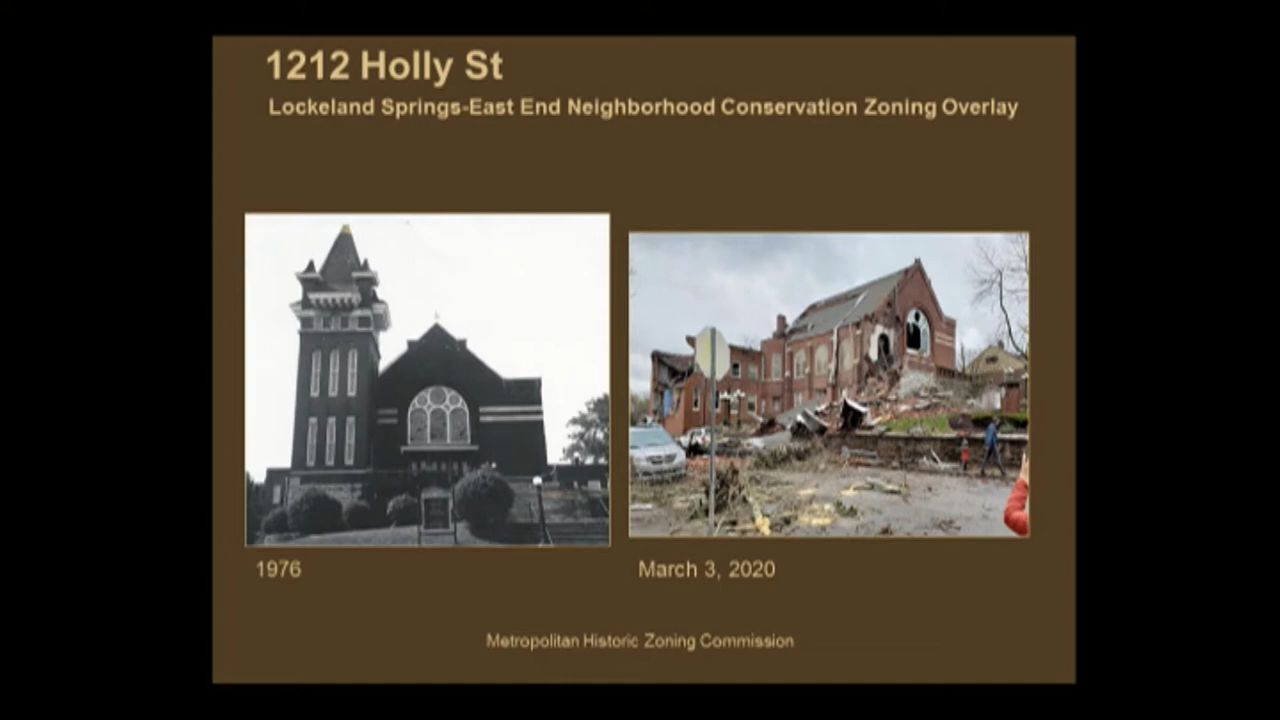 1212 Holly St
Lockeland Springs-East End Neighborhood Conservation Zoning Overlay
1976
March 3, 2020
Metropolitan Historic Zoning Commission